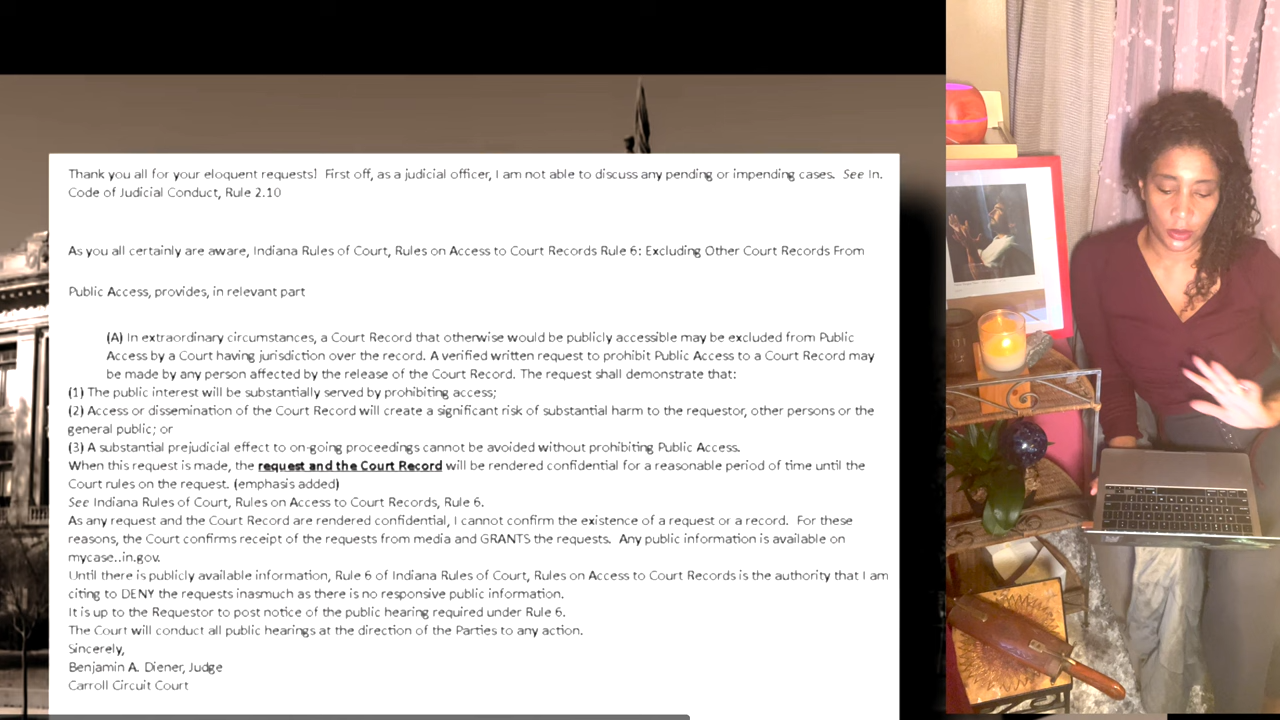 Thank you all for your eloquent requests!  First off, as a judicial officer, I am not able to discuss any pending or impending cases.  See In.
Code of Judicial Conduct, Rule 2.10
As you all certainly are aware, Indiana Rules of Court, Rules on Access to Court Records Rule 6: Excluding Other Court Records From
Public Access, provides, in relevant part
(A) In extraordinary circumstances, a Court Record that otherwise would be publicly accessible may be excluded from Public
Access by a Court having jurisdiction over the record. A verified written request to prohibit Public Access to a Court Record may
be made by any person affected by the release of the Court Record. The request shall demonstrate that:
(1) The public interest will be substantially served by prohibiting access;
(2) Access or dissemination of the Court Record will create a significant risk of substantial harm to the requestor, other persons or the
general public; or
(3) A substantial prejudicial effect to on-going proceedings cannot be avoided without prohibiting Public Access.
When this request is made, the request and the Court Record will be rendered confidential for a reasonable period of time until the
Court rules on the request. (emphasis added)
See Indiana Rules of Court, Rules on Access to Court Records, Rule 6.
As any request and the Court Record are rendered confidential, I cannot confirm the existence of a request or a record.  For these
reasons, the Court confirms receipt of the requests from media and GRANTS the requests.  Any public information is available on
mycase..in.gov.
Until there is publicly available information, Rule 6 of Indiana Rules of Court, Rules on Access to Court Records is the authority that I am
citing to DENY the requests inasmuch as there is no responsive public information.
It is up to the Requestor to post notice of the public hearing required under Rule 6.
The Court will conduct all public hearings at the direction of the Parties to any action.
Sincerely,
Benjamin A. Diener, Judge
Carroll Circuit Court